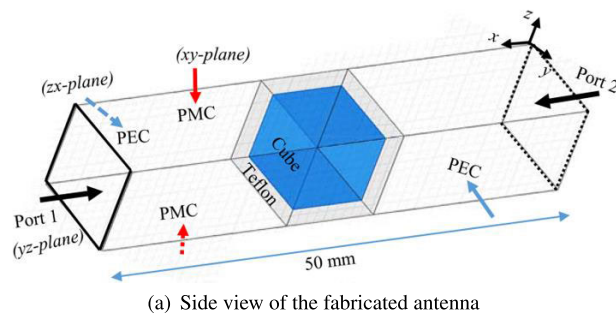 (xy-plane)
z
x
y
(zx-plane)
Port 2
PEC
PMC
Cube
PEC
Teflon
Port 1
PMC
(yz-plane)
50 mm
(a) Side view of the fabricated antenna